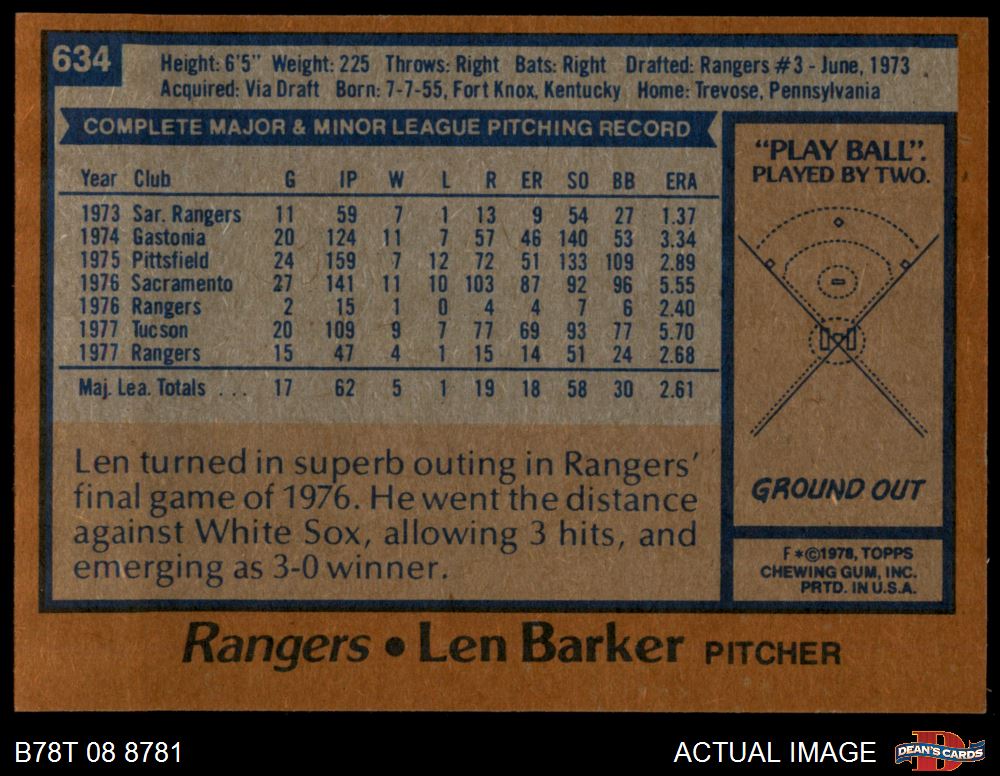 634
Height: 6'5" Weight: 225 Throws: Right Bats: Right Drafted: Rangers #3 - June, 1973
Acquired: Via Draft Born: 7-7-55, Fort Knox, Kentucky Home: Trevose, Pennsylvania
COMPLETE MAJOR & MINOR LEAGUE PITCHING RECORD
Year Club G IP W L R ER SO BB ERA
1973 Sar. Rangers 11 59 7 1 13 9 54 27 1.37
1974 Gastonia 20 124 11 7 57 46 140 53 3.34
1975 Pittsfield 24 159 7 12 72 51 133 109 2.89
1976 Sacramento 27 141 11 10 103 87 92 96 5.55
1976 Rangers 2 15 1 0 4 4 7 6 2.40
1977 Tucson 20 109 9 7 77 69 93 77 5.70
1977 Rangers 15 47 4 1 15 14 51 24 2.68
Maj. Lea. Totals ... 17 62 5 1 19 18 58 30 2.61
Len turned in superb outing in Rangers'
final game of 1976. He went the distance
against White Sox, allowing 3 hits, and
emerging as 3-0 winner.
"PLAY BALL".
PLAYED BY TWO.
GROUND OUT
F*©1978, TOPPS
CHEWING GUM, INC.
PRTD. IN U.S.A.
Rangers • Len Barker PITCHER
B78T 08 8781
ACTUAL IMAGE
DEAN'S CARDS